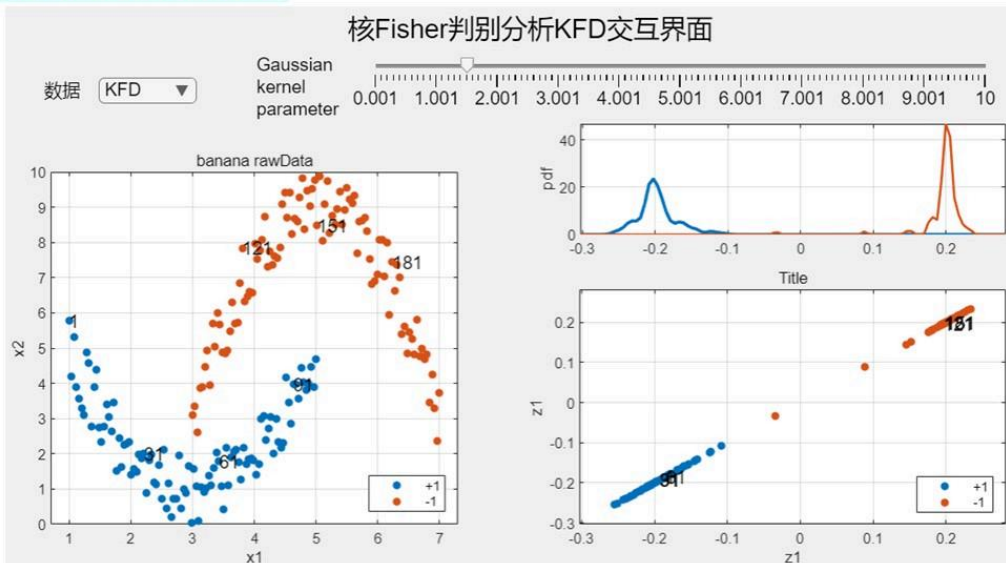 核Fisher判别分析KFD交互界面
数据 KFD
Gaussian
kernel
parameter
0.001 1.001 2.001 3.001 4.001 5.001 6.001 7.001 8.001 9.001 10
banana rawData
10
9
8
7
6
5
4
3
2
1
0
x2
1
31
61
91
121
151
181
+1
-1
1 2 3 4 5 6 7
x1
pdf
40
20
0
-0.3 -0.2 -0.1 0 0.1 0.2
Title
z1
0.2
0.1
0
-0.1
-0.2
-0.3
+1
-1
-0.3 -0.2 -0.1 0 0.1 0.2
z1